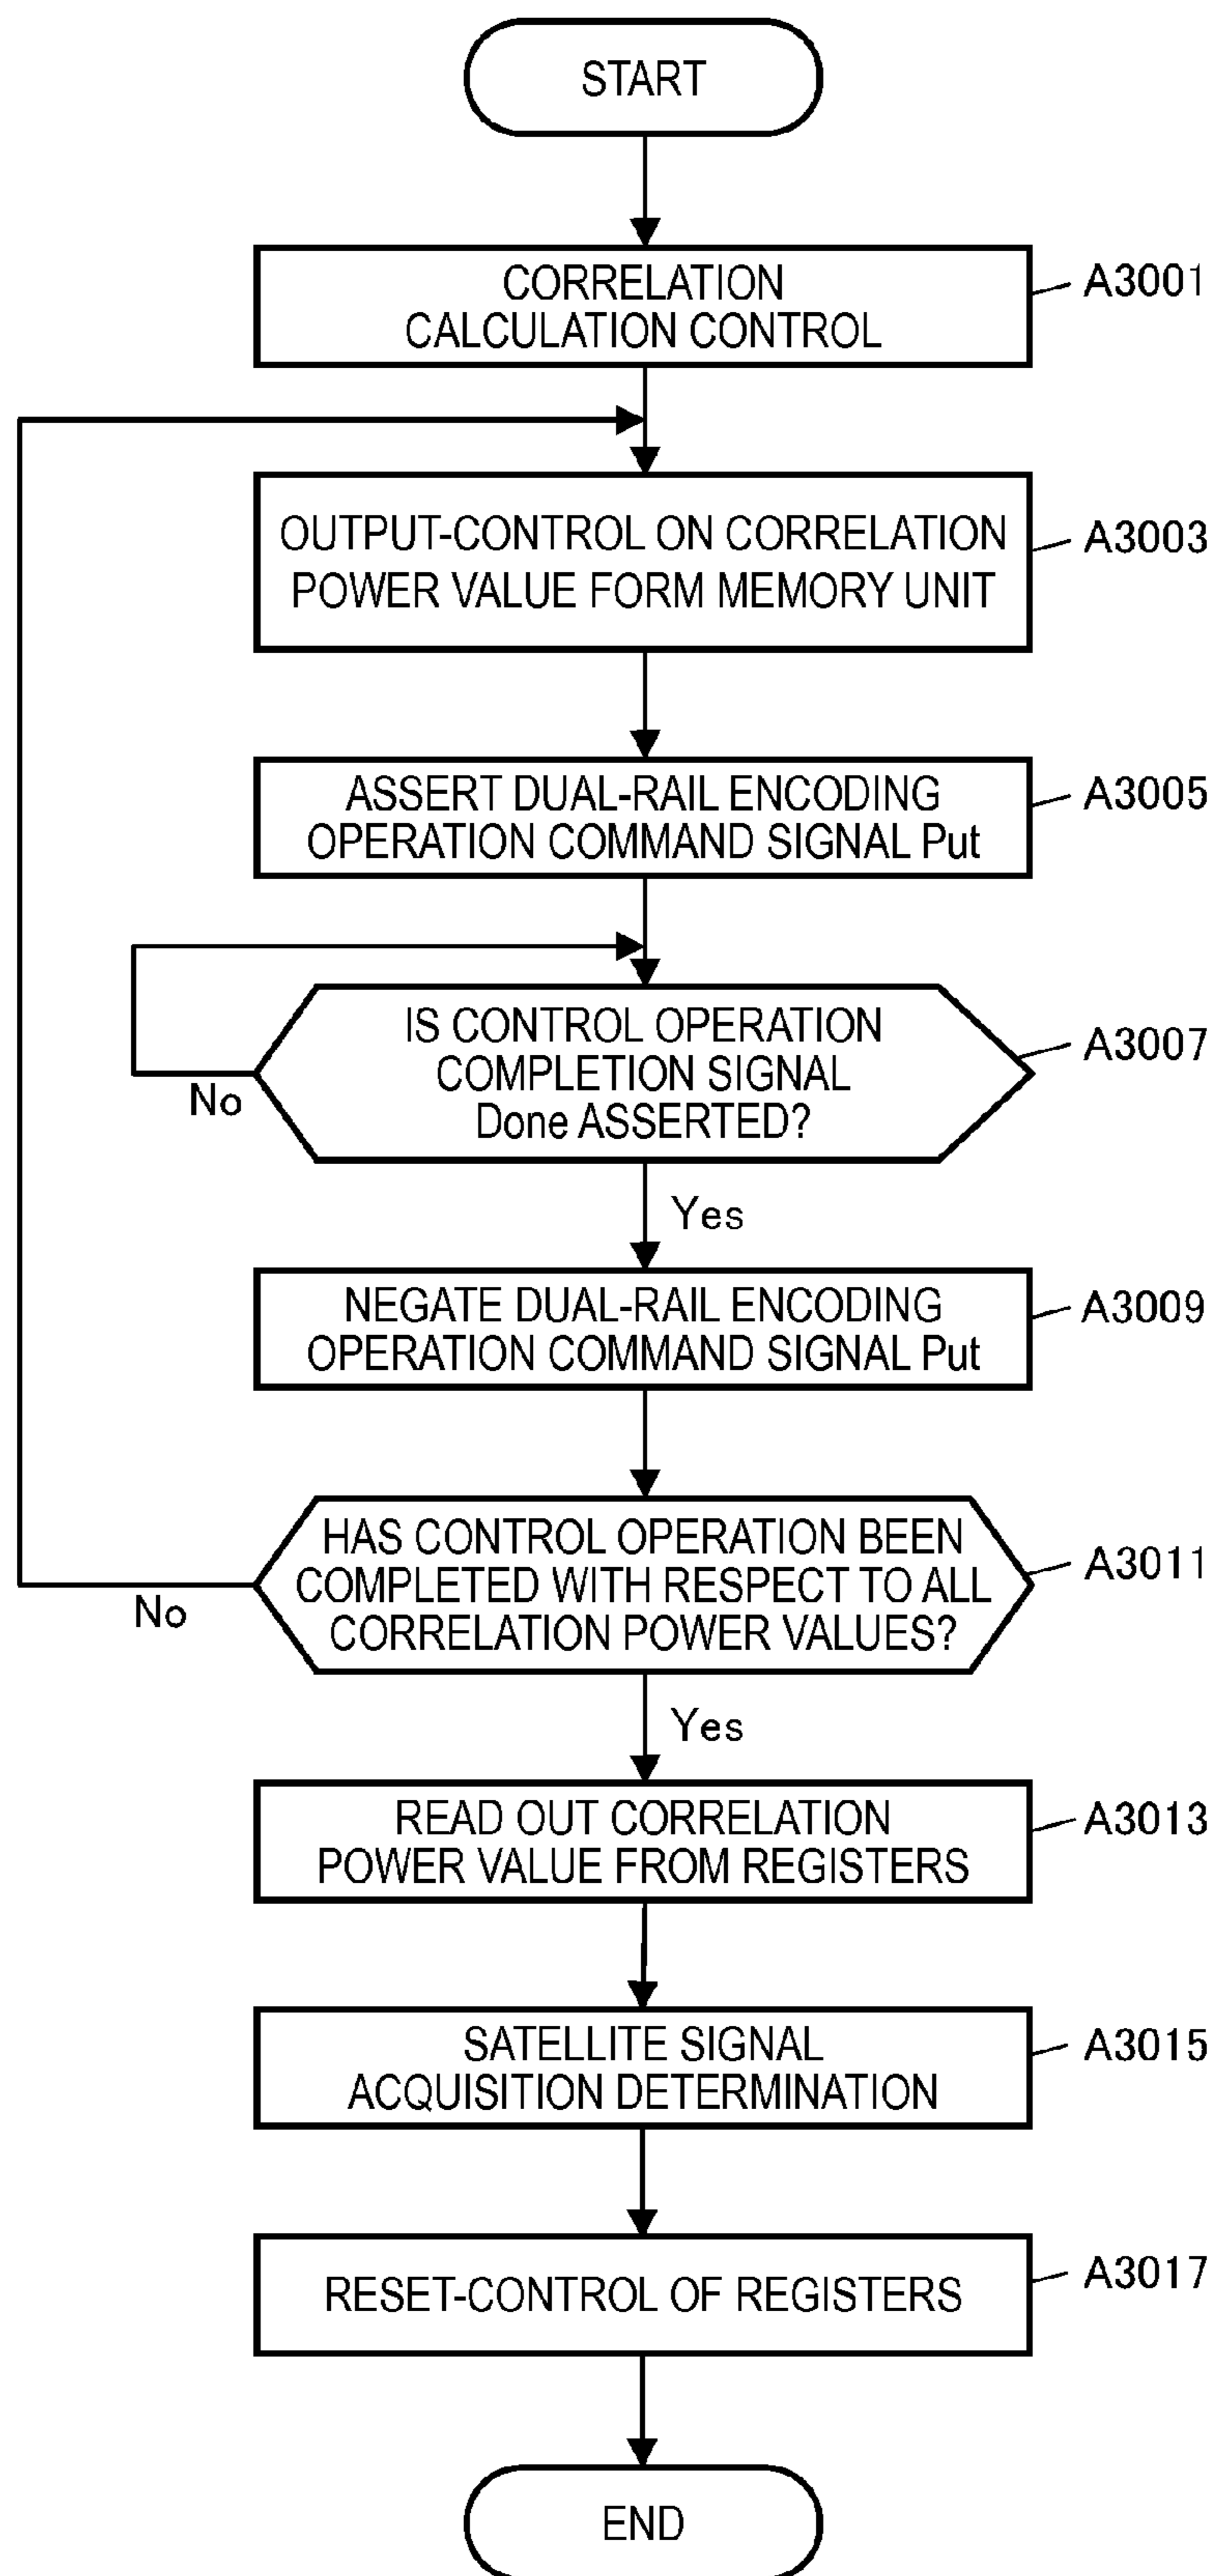 START
CORRELATION
CALCULATION CONTROL
A3001
OUTPUT-CONTROL ON CORRELATION
POWER VALUE FORM MEMORY UNIT
A3003
ASSERT DUAL-RAIL ENCODING
OPERATION COMMAND SIGNAL Put
A3005
IS CONTROL OPERATION
COMPLETION SIGNAL
Done ASSERTED?
A3007
No
Yes
NEGATE DUAL-RAIL ENCODING
OPERATION COMMAND SIGNAL Put
A3009
HAS CONTROL OPERATION BEEN
COMPLETED WITH RESPECT TO ALL
CORRELATION POWER VALUES?
A3011
No
Yes
READ OUT CORRELATION
POWER VALUE FROM REGISTERS
A3013
SATELLITE SIGNAL
ACQUISITION DETERMINATION
A3015
RESET-CONTROL OF REGISTERS
A3017
END